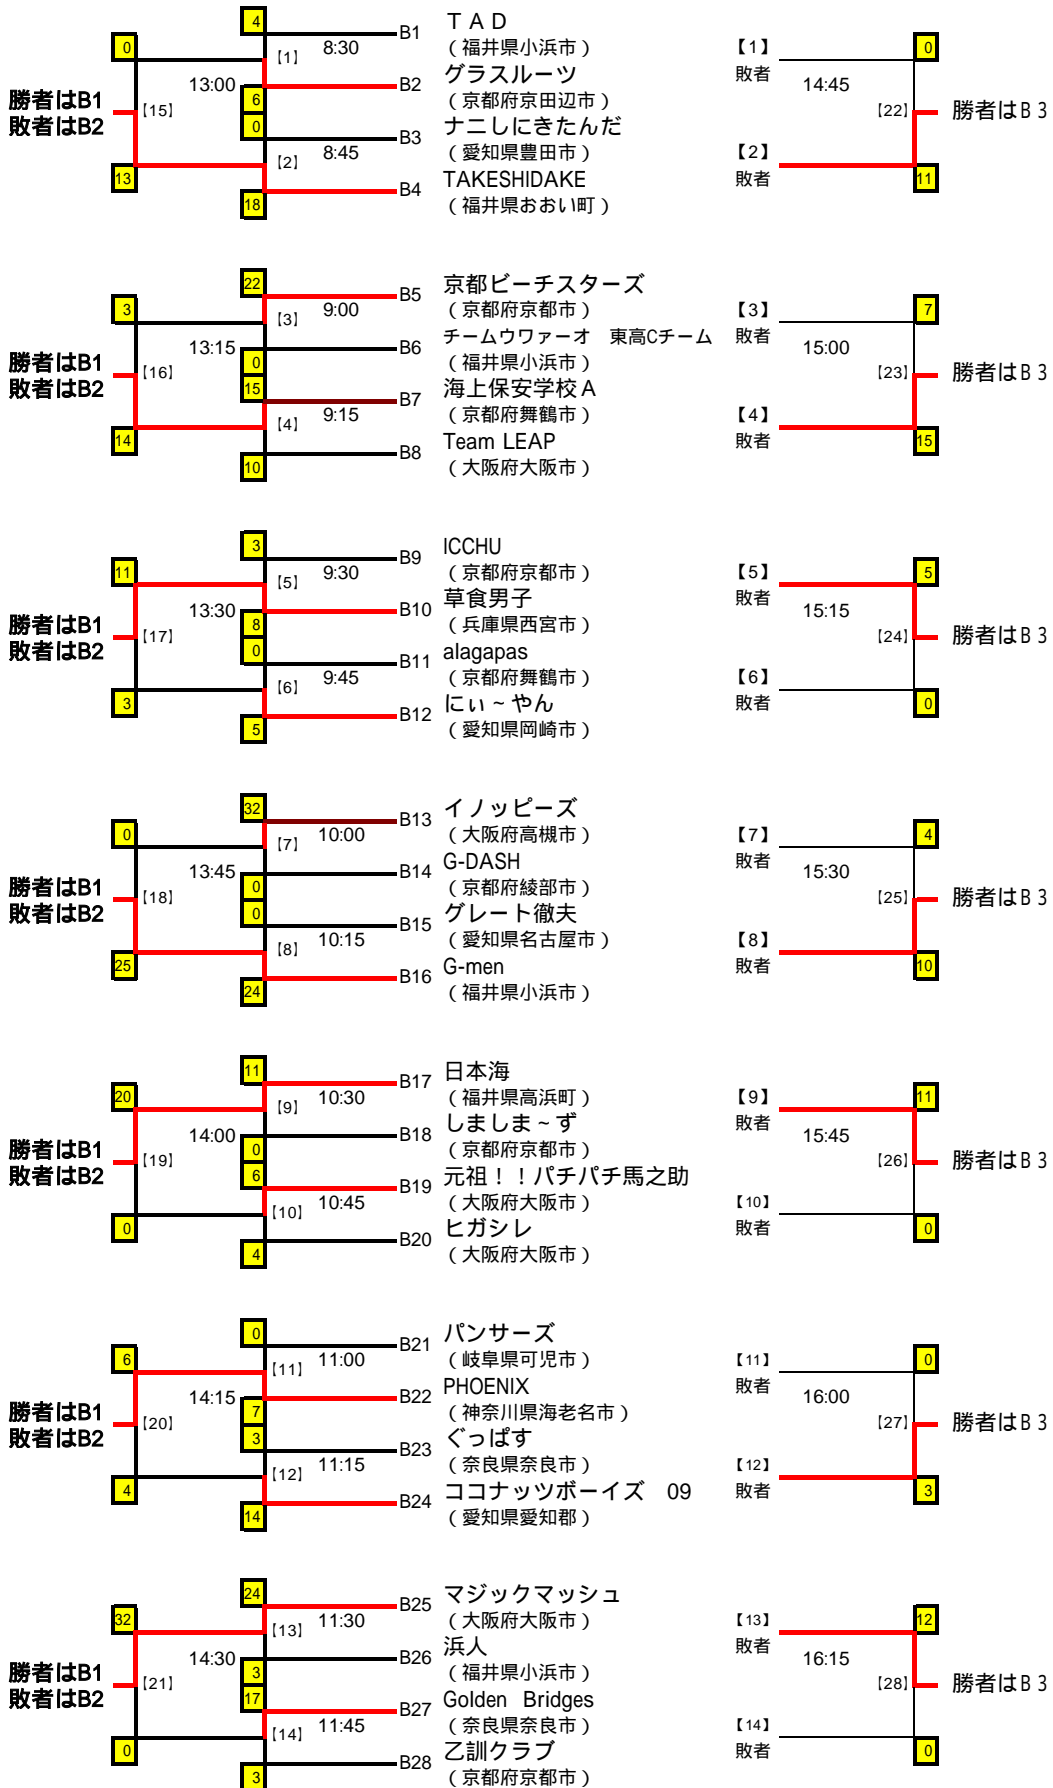 4 B1 ＴＡＤ
0 【1】 8:30 （福井県小浜市） 【1】 0
13:00 グラスルーツ 敗者 14:45
勝者はB1 6 B2 （京都府京田辺市）
敗者はB2 【15】 0 B3 ナニしにきたんだ 【22】 勝者はB３
8:45 （愛知県豊田市） 【2】
13 【2】 TAKESHIDAKE 敗者 11
18 B4 （福井県おおい町）
22 B5 京都ビーチスターズ
3 【3】 9:00 （京都府京都市） 【3】 7
13:15 B6 チームウワァーオ　東高Cチーム 敗者 15:00
勝者はB1 【16】 0 （福井県小浜市） 【23】 勝者はB３
敗者はB2 15 B7 海上保安学校Ａ
【4】 9:15 （京都府舞鶴市） 【4】
14 B8 Team LEAP 敗者 15
10 （大阪府大阪市）
3 B9 ICCHU
11 【5】 9:30 （京都府京都市） 【5】 5
13:30 B10 草食男子 敗者 15:15
勝者はB1 【17】 8 （兵庫県西宮市） 【24】 勝者はB３
敗者はB2 0 B11 alagapas
【6】 9:45 （京都府舞鶴市） 【6】
3 B12 にぃ～やん 敗者 0
5 （愛知県岡崎市）
32 B13 イノッピーズ
0 【7】 10:00 （大阪府高槻市） 【7】 4
13:45 B14 G-DASH 敗者 15:30
勝者はB1 【18】 0 （京都府綾部市） 【25】 勝者はB３
敗者はB2 0 B15 グレート徹夫
【8】 10:15 （愛知県名古屋市） 【8】
25 B16 G-men 敗者 10
24 （福井県小浜市）
11 B17 日本海
20 【9】 10:30 （福井県高浜町） 【9】 11
14:00 B18 しましま～ず 敗者 15:45
勝者はB1 【19】 0 （京都府京都市） 【26】 勝者はB３
敗者はB2 6 B19 元祖！！パチパチ馬之助
【10】 10:45 （大阪府大阪市） 【10】
0 B20 ヒガシレ 敗者 0
4 （大阪府大阪市）
0 B21 パンサーズ
6 【11】 11:00 （岐阜県可児市） 【11】 0
14:15 B22 PHOENIX 敗者 16:00
勝者はB1 【20】 7 （神奈川県海老名市） 【27】 勝者はB３
敗者はB2 3 B23 ぐっぱす
【12】 11:15 （奈良県奈良市） 【12】
4 B24 ココナッツボーイズ　09 敗者 3
14 （愛知県愛知郡）
24 B25 マジックマッシュ
32 【13】 11:30 （大阪府大阪市） 【13】 12
14:30 B26 浜人 敗者 16:15
勝者はB1 【21】 3 （福井県小浜市） 【28】 勝者はB３
敗者はB2 17 B27 Golden Bridges
【14】 11:45 （奈良県奈良市） 【14】
0 B28 乙訓クラブ 敗者 0
3 （京都府京都市）